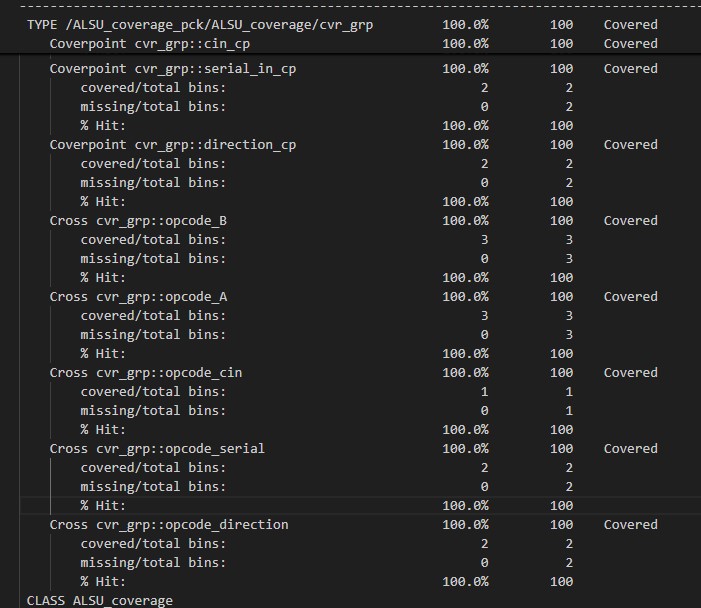 TYPE /ALSU_coverage_pck/ALSU_coverage/cvr_grp 100.0% 100 Covered
Coverpoint cvr_grp::cin_cp 100.0% 100 Covered
Coverpoint cvr_grp::serial_in_cp 100.0% 100 Covered
covered/total bins: 2 2
missing/total bins: 0 2
% Hit: 100.0% 100
Coverpoint cvr_grp::direction_cp 100.0% 100 Covered
covered/total bins: 2 2
missing/total bins: 0 2
% Hit: 100.0% 100
Cross cvr_grp::opcode_B 100.0% 100 Covered
covered/total bins: 3 3
missing/total bins: 0 3
% Hit: 100.0% 100
Cross cvr_grp::opcode_A 100.0% 100 Covered
covered/total bins: 3 3
missing/total bins: 0 3
% Hit: 100.0% 100
Cross cvr_grp::opcode_cin 100.0% 100 Covered
covered/total bins: 1 1
missing/total bins: 0 1
% Hit: 100.0% 100
Cross cvr_grp::opcode_serial 100.0% 100 Covered
covered/total bins: 2 2
missing/total bins: 0 2
% Hit: 100.0% 100
Cross cvr_grp::opcode_direction 100.0% 100 Covered
covered/total bins: 2 2
missing/total bins: 0 2
% Hit: 100.0% 100
CLASS ALSU_coverage